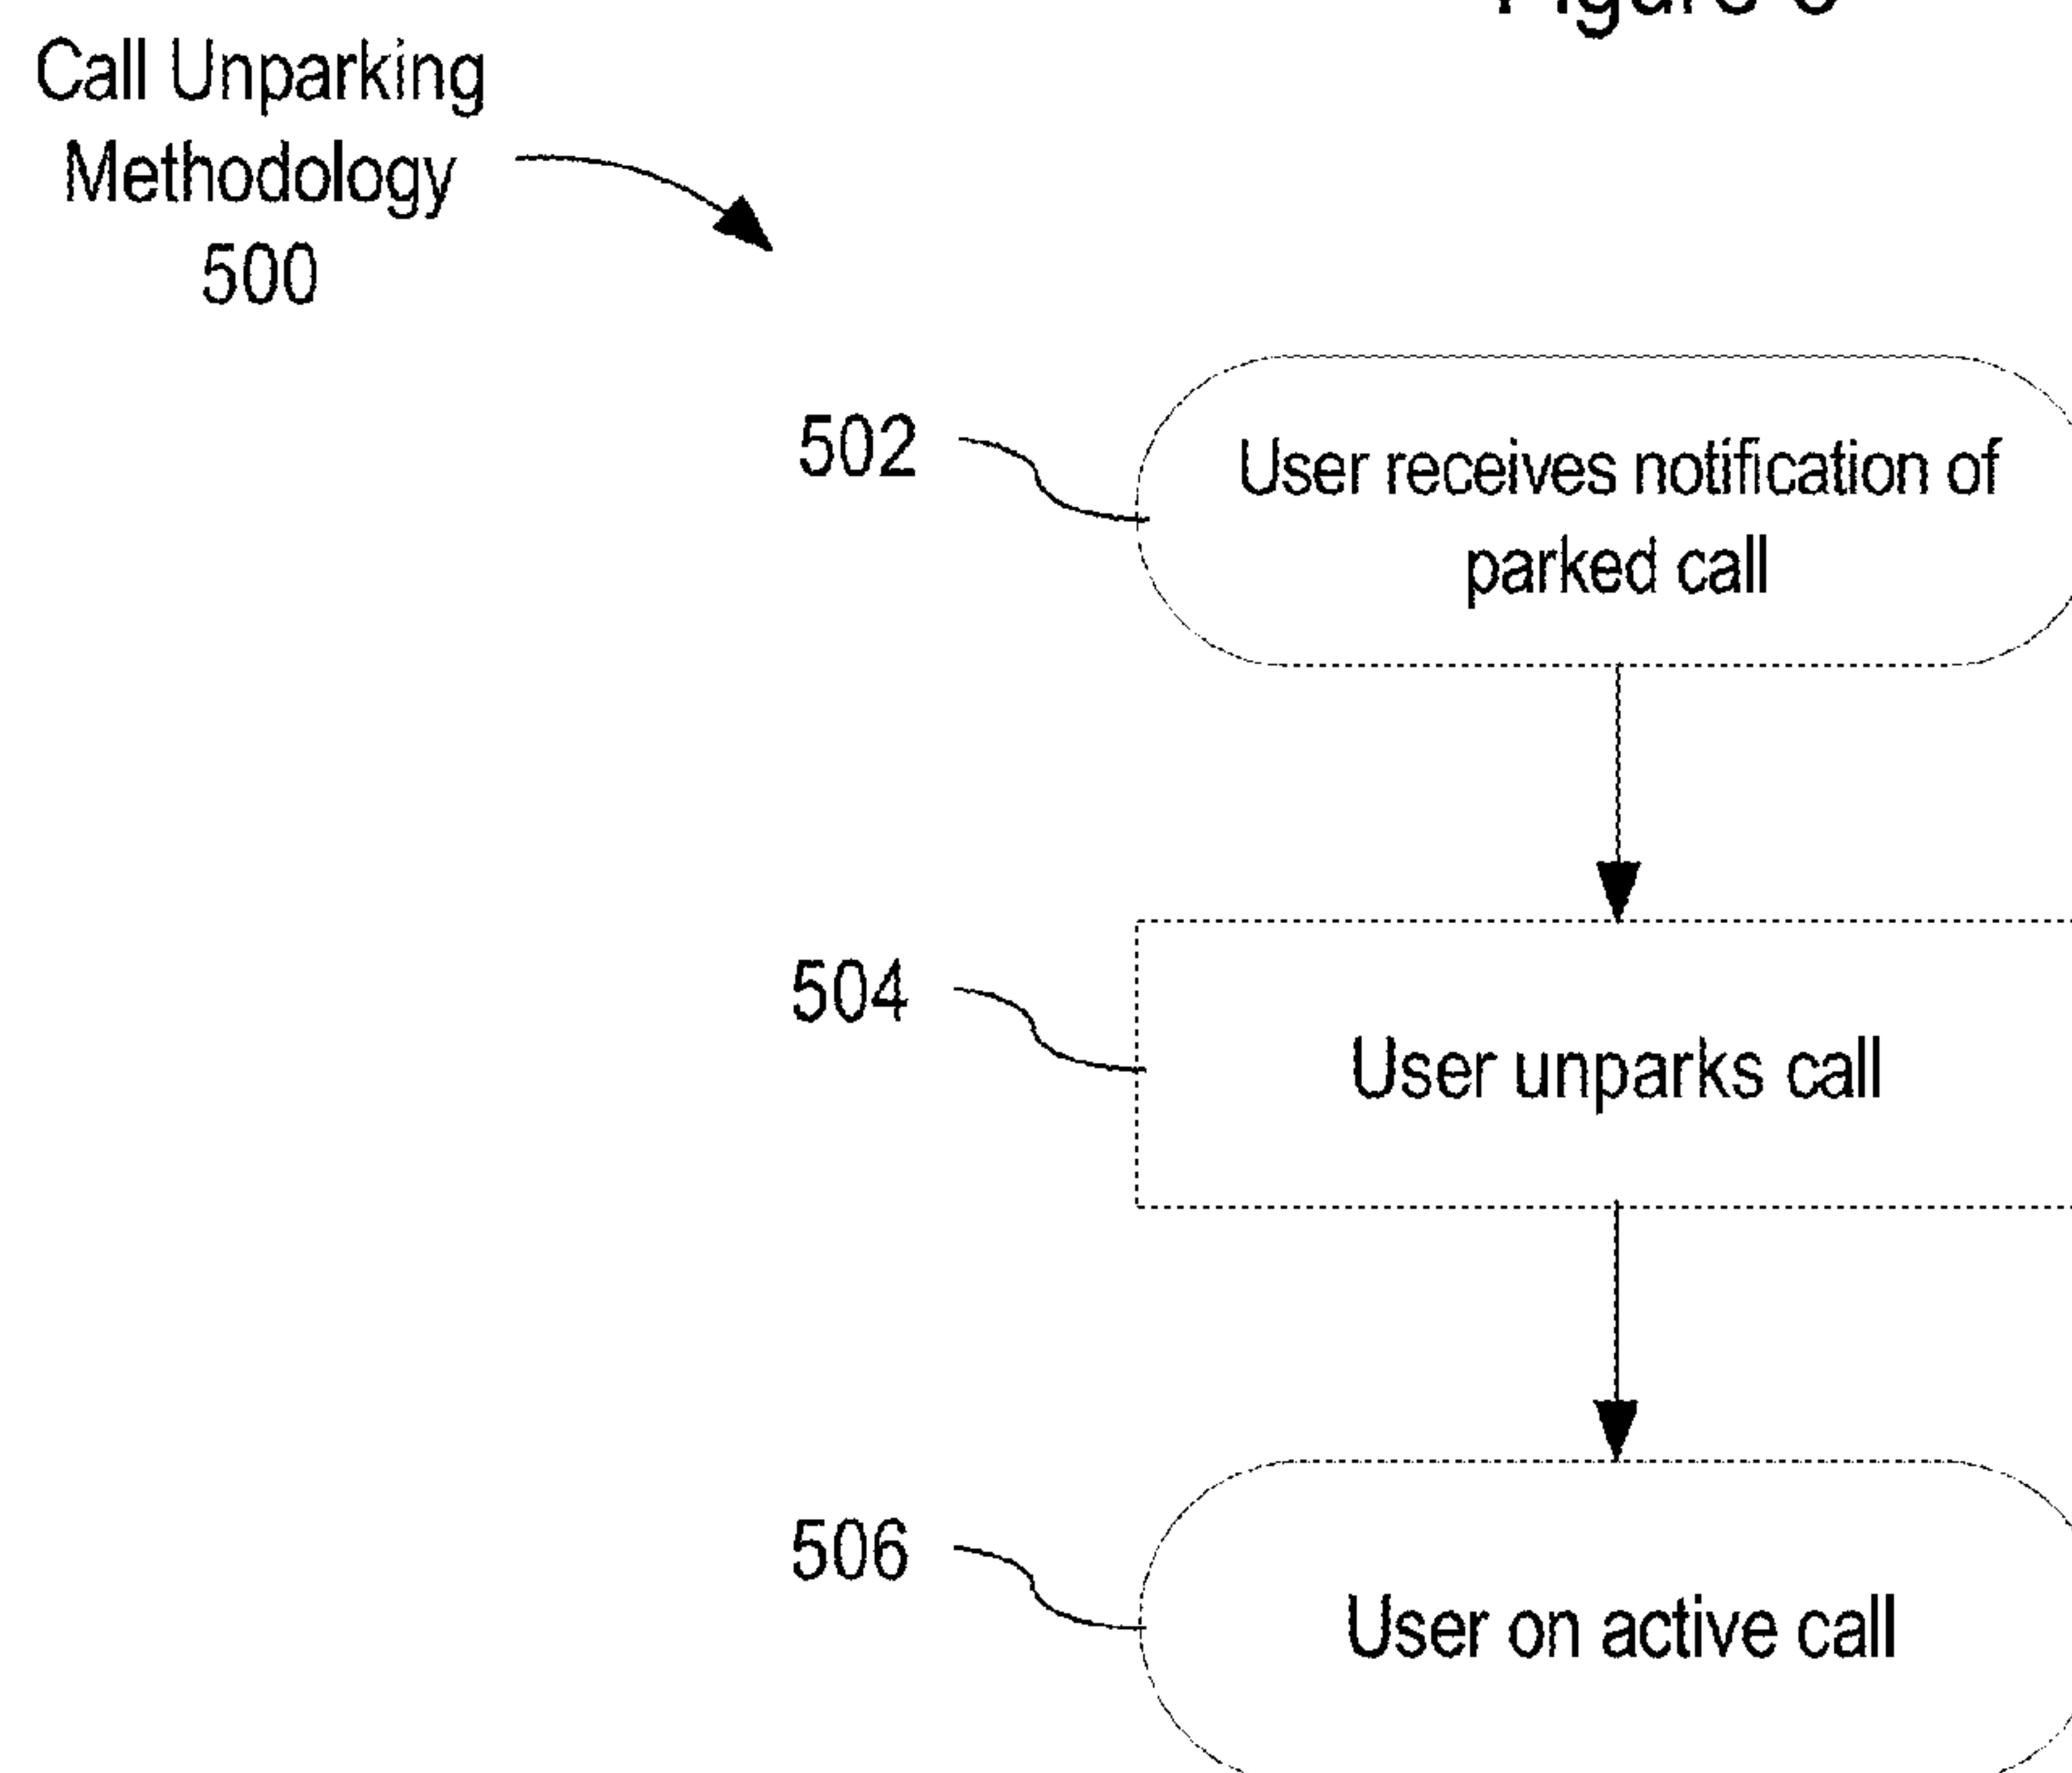 Figure
Call Unparking
Methodology
500
502
User receives notification of
parked call
504
User unparks call
506
User on active call